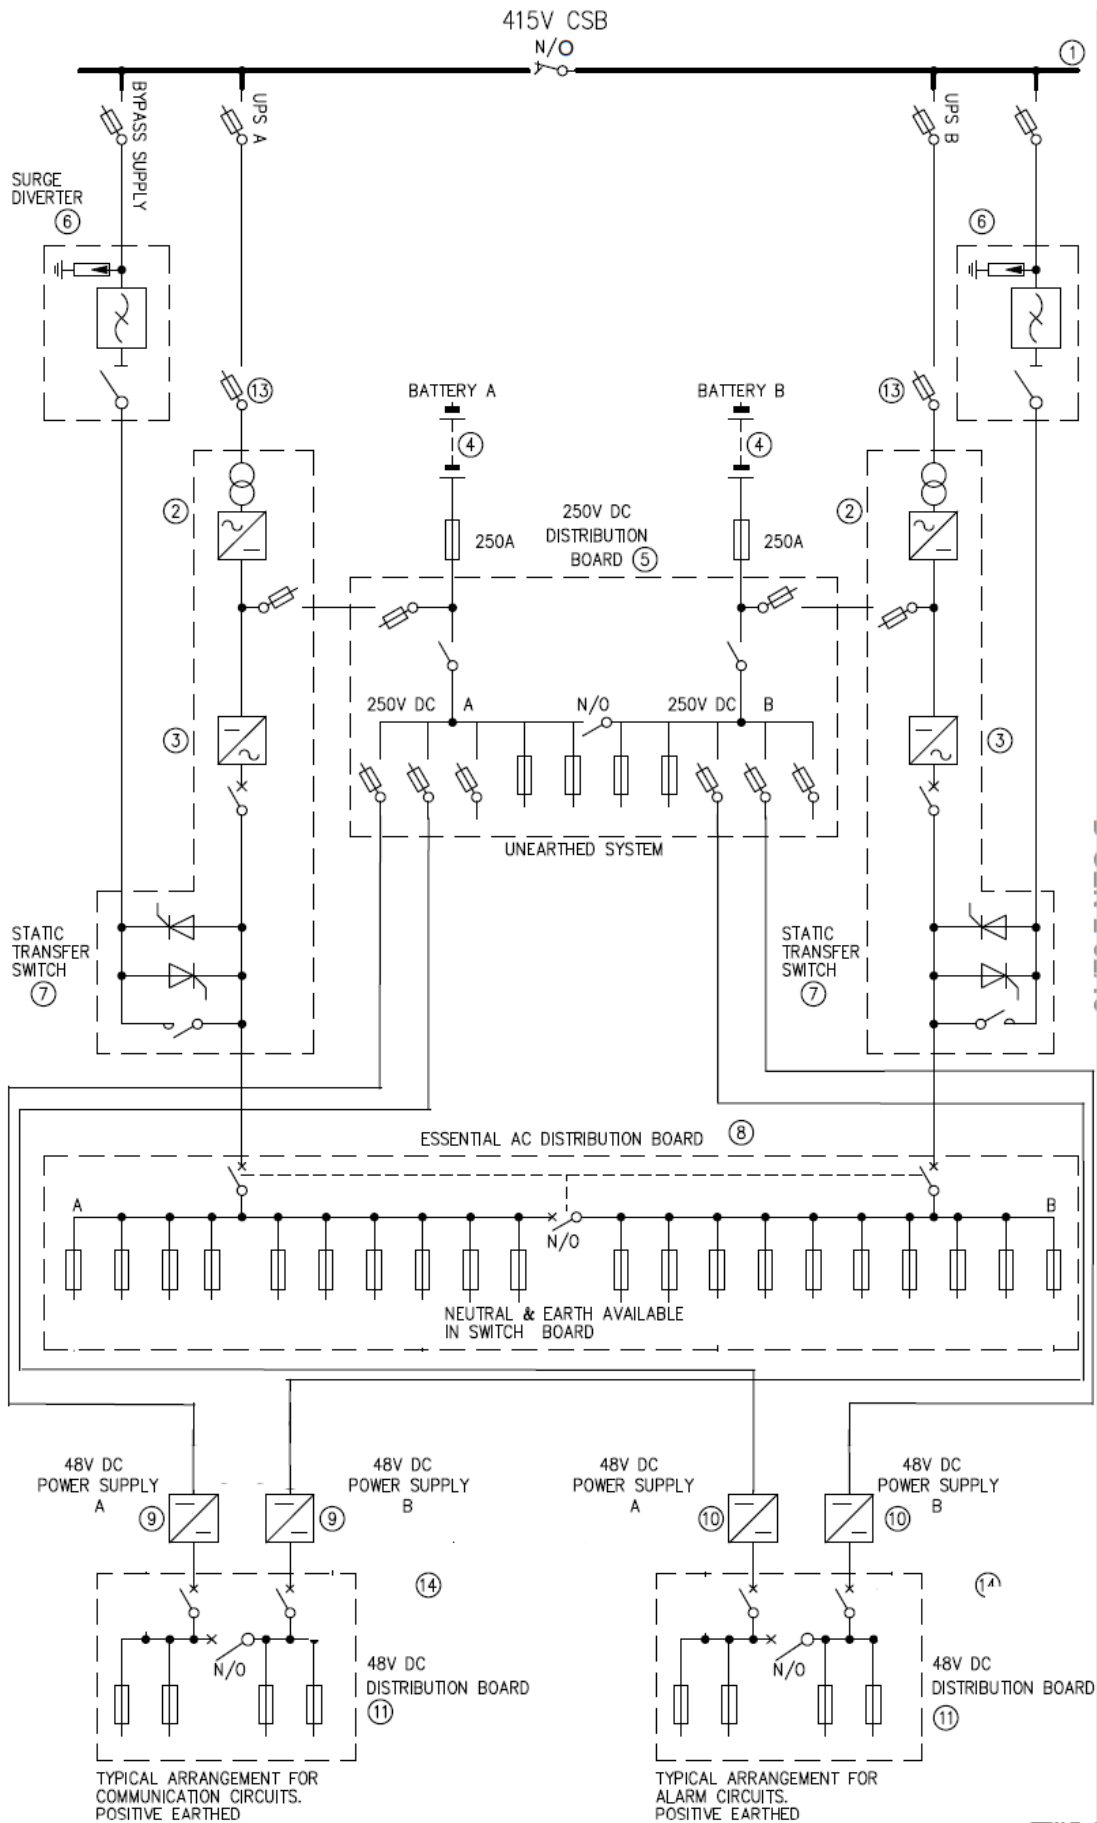 415V CSB
N/O
1
BYPASS SUPPLY
UPS A
UPS B
SURGE
DIVERTER
6
6
13
BATTERY A
BATTERY B
13
4
4
2
250V DC
DISTRIBUTION
BOARD 5
250A
250A
2
3
250V DC A
N/O
250V DC B
3
UNEARTHED SYSTEM
STATIC
TRANSFER
SWITCH
7
STATIC
TRANSFER
SWITCH
7
ESSENTIAL AC DISTRIBUTION BOARD 8
A
B
N/O
NEUTRAL & EARTH AVAILABLE
IN SWITCH BOARD
48V DC
POWER SUPPLY
A
9
48V DC
POWER SUPPLY
B
9
48V DC
POWER SUPPLY
A
10
48V DC
POWER SUPPLY
B
10
14
14
N/O
48V DC
DISTRIBUTION BOARD
11
N/O
48V DC
DISTRIBUTION BOARD
11
TYPICAL ARRANGEMENT FOR
COMMUNICATION CIRCUITS.
POSITIVE EARTHED
TYPICAL ARRANGEMENT FOR
ALARM CIRCUITS.
POSITIVE EARTHED